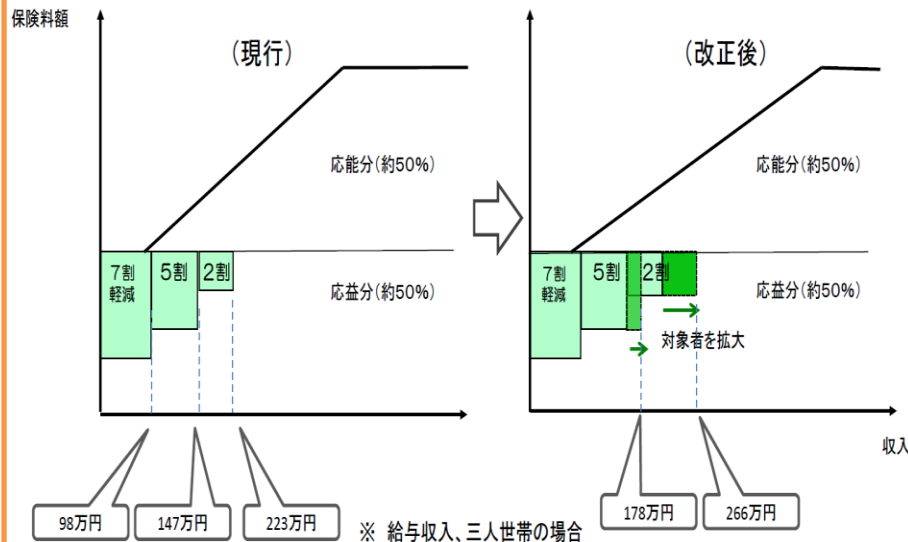 保険料額
(現行)
応能分(約50%)
7割
軽減
5割
2割
応益分(約50%)
98万円
147万円
223万円
(改正後)
応能分(約50%)
7割
軽減
5割
2割
応益分(約50%)
対象者を拡大
収入
178万円
266万円
※ 給与収入、三人世帯の場合